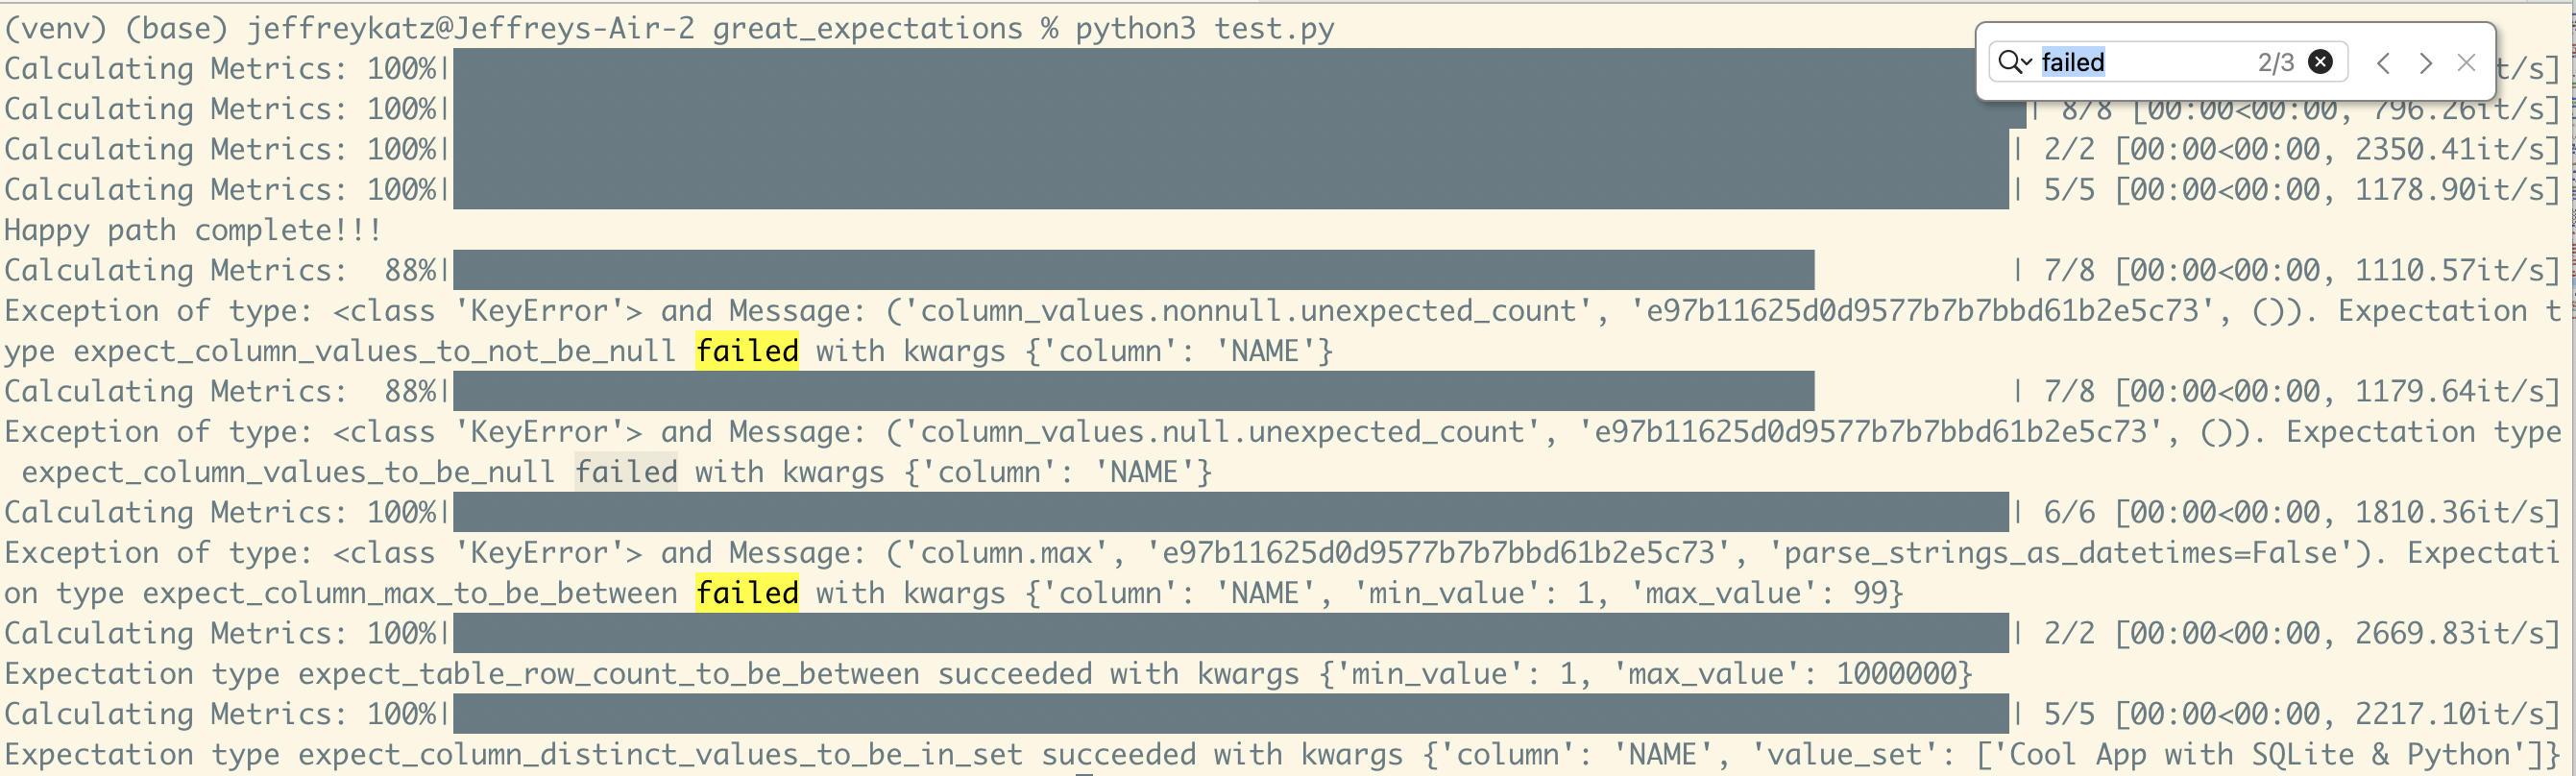 (venv) (base) jeffreykatz@Jeffreys-Air-2 great_expectations % python3 test.py
failed 2/3
Calculating Metrics: 100%| t/s]
Calculating Metrics: 100%| | 8/8 [00:00<00:00, 796.26it/s]
Calculating Metrics: 100%| | 2/2 [00:00<00:00, 2350.41it/s]
Calculating Metrics: 100%| | 5/5 [00:00<00:00, 1178.90it/s]
Happy path complete!!!
Calculating Metrics:  88%| | 7/8 [00:00<00:00, 1110.57it/s]
Exception of type: <class 'KeyError'> and Message: ('column_values.nonnull.unexpected_count', 'e97b11625d0d9577b7b7bbd61b2e5c73', ()). Expectation t
ype expect_column_values_to_not_be_null failed with kwargs {'column': 'NAME'}
Calculating Metrics:  88%| | 7/8 [00:00<00:00, 1179.64it/s]
Exception of type: <class 'KeyError'> and Message: ('column_values.null.unexpected_count', 'e97b11625d0d9577b7b7bbd61b2e5c73', ()). Expectation type
 expect_column_values_to_be_null failed with kwargs {'column': 'NAME'}
Calculating Metrics: 100%| | 6/6 [00:00<00:00, 1810.36it/s]
Exception of type: <class 'KeyError'> and Message: ('column.max', 'e97b11625d0d9577b7b7bbd61b2e5c73', 'parse_strings_as_datetimes=False'). Expectati
on type expect_column_max_to_be_between failed with kwargs {'column': 'NAME', 'min_value': 1, 'max_value': 99}
Calculating Metrics: 100%| | 2/2 [00:00<00:00, 2669.83it/s]
Expectation type expect_table_row_count_to_be_between succeeded with kwargs {'min_value': 1, 'max_value': 1000000}
Calculating Metrics: 100%| | 5/5 [00:00<00:00, 2217.10it/s]
Expectation type expect_column_distinct_values_to_be_in_set succeeded with kwargs {'column': 'NAME', 'value_set': ['Cool App with SQLite & Python']}